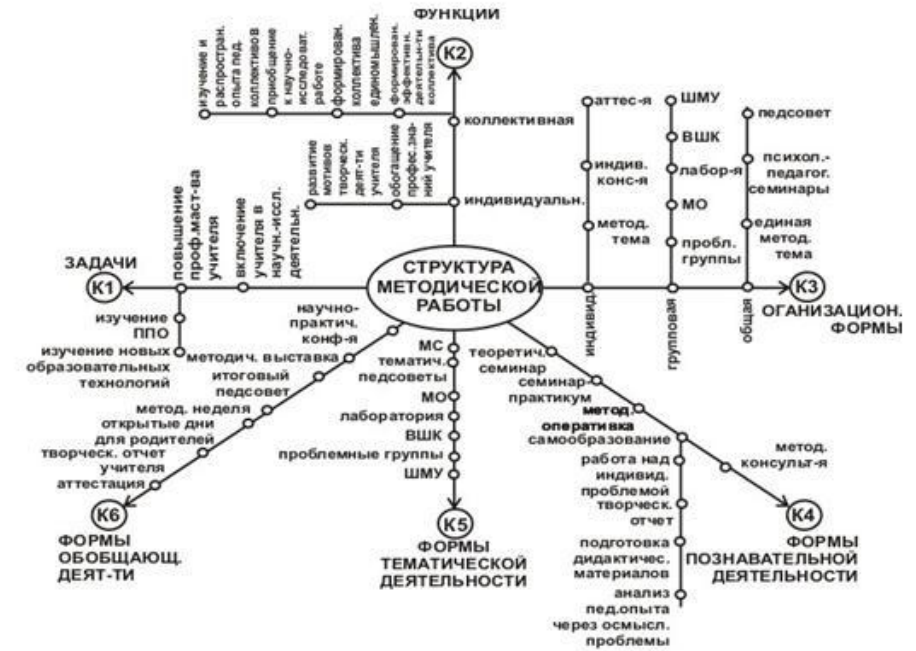 ФУНКЦИИ
К2
изучение и
распростран.
опыта пед.
коллективов
приобщение
к научно-
исследоват.
работе
формирован.
коллектива
единомышлен.
формирован.
эффективн.
деятельн-ти
коллектива
коллективная
развитие
мотивов
творческ.
деят-ти
учителя
обогащение
профес.зна-
ний учителя
индивидуальн.
аттес-я
индив.
конс-я
метод.
тема
индивид.
ШМУ
ВШК
лабор-я
МО
пробл.
группы
групповая
педсовет
психол.-
педагог.
семинары
единая
метод.
тема
общая
К3
ОГАНИЗАЦИОН.
ФОРМЫ
ЗАДАЧИ
К1
повышение
проф.маст-ва
учителя
включение
учителя в
научн.-иссл.
деятельн.
изучение
ППО
изучение новых
образовательных
технологий
СТРУКТУРА
МЕТОДИЧЕСКОЙ
РАБОТЫ
научно-
практич.
конф-я
методич. выставка
итоговый
педсовет
метод. неделя
открытые дни
для родителей
творческ. отчет
учителя
аттестация
К6
ФОРМЫ
ОБОБЩАЮЩ.
ДЕЯТ-ТИ
МС
тематич.
педсоветы
МО
лаборатория
ВШК
проблемные группы
ШМУ
К5
ФОРМЫ
ТЕМАТИЧЕСКОЙ
ДЕЯТЕЛЬНОСТИ
теоретич.
семинар
семинар-
практикум
метод.
оперативка
самообразование
работа над
индивид.
проблемой
творческ.
отчет
подготовка
дидактичес.
материалов
анализ
пед.опыта
через осмысл.
проблемы
метод.
консульт-я
К4
ФОРМЫ
ПОЗНАВАТЕЛЬНОЙ
ДЕЯТЕЛЬНОСТИ